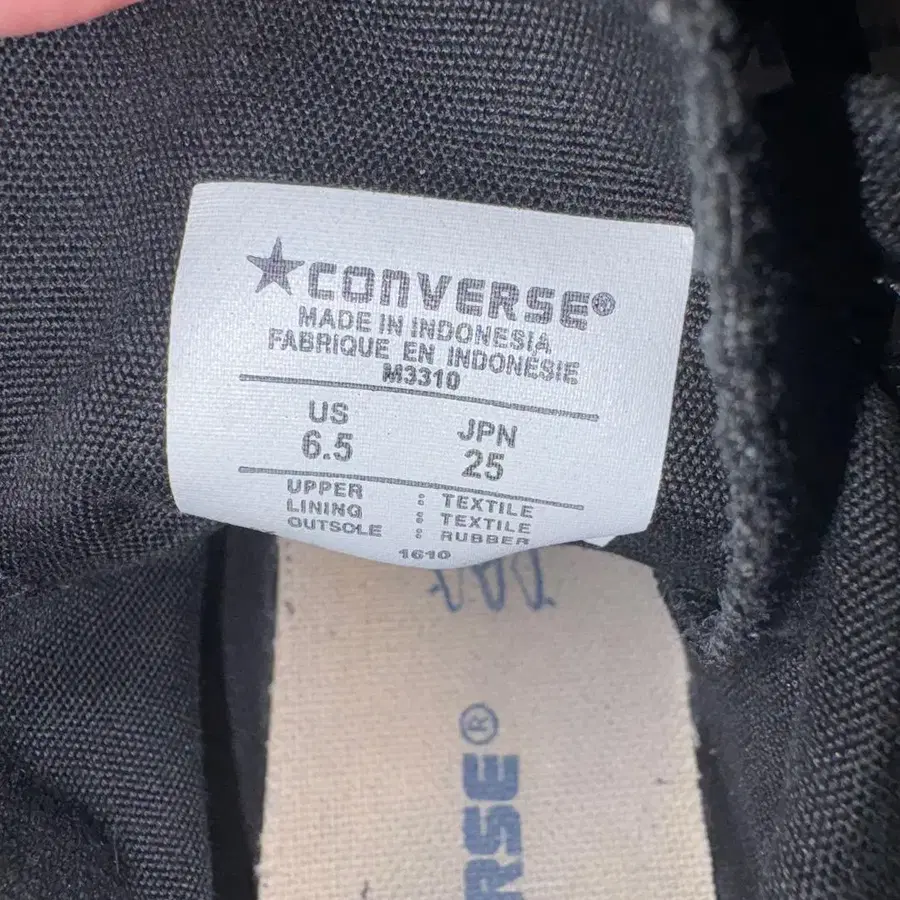 ★CONVERSE®
MADE IN INDONESIA
FABRIQUE EN INDONÉSIE
M3310
US JPN
6.5 25
UPPER : TEXTILE
LINING : TEXTILE
OUTSOLE : RUBBER
1610
RSE®